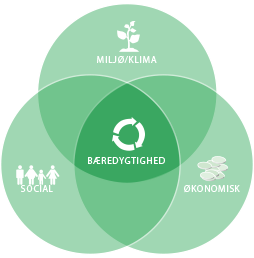 MILJØ/KLIMA
BÆREDYGTIGHED
SOCIAL
ØKONOMISK